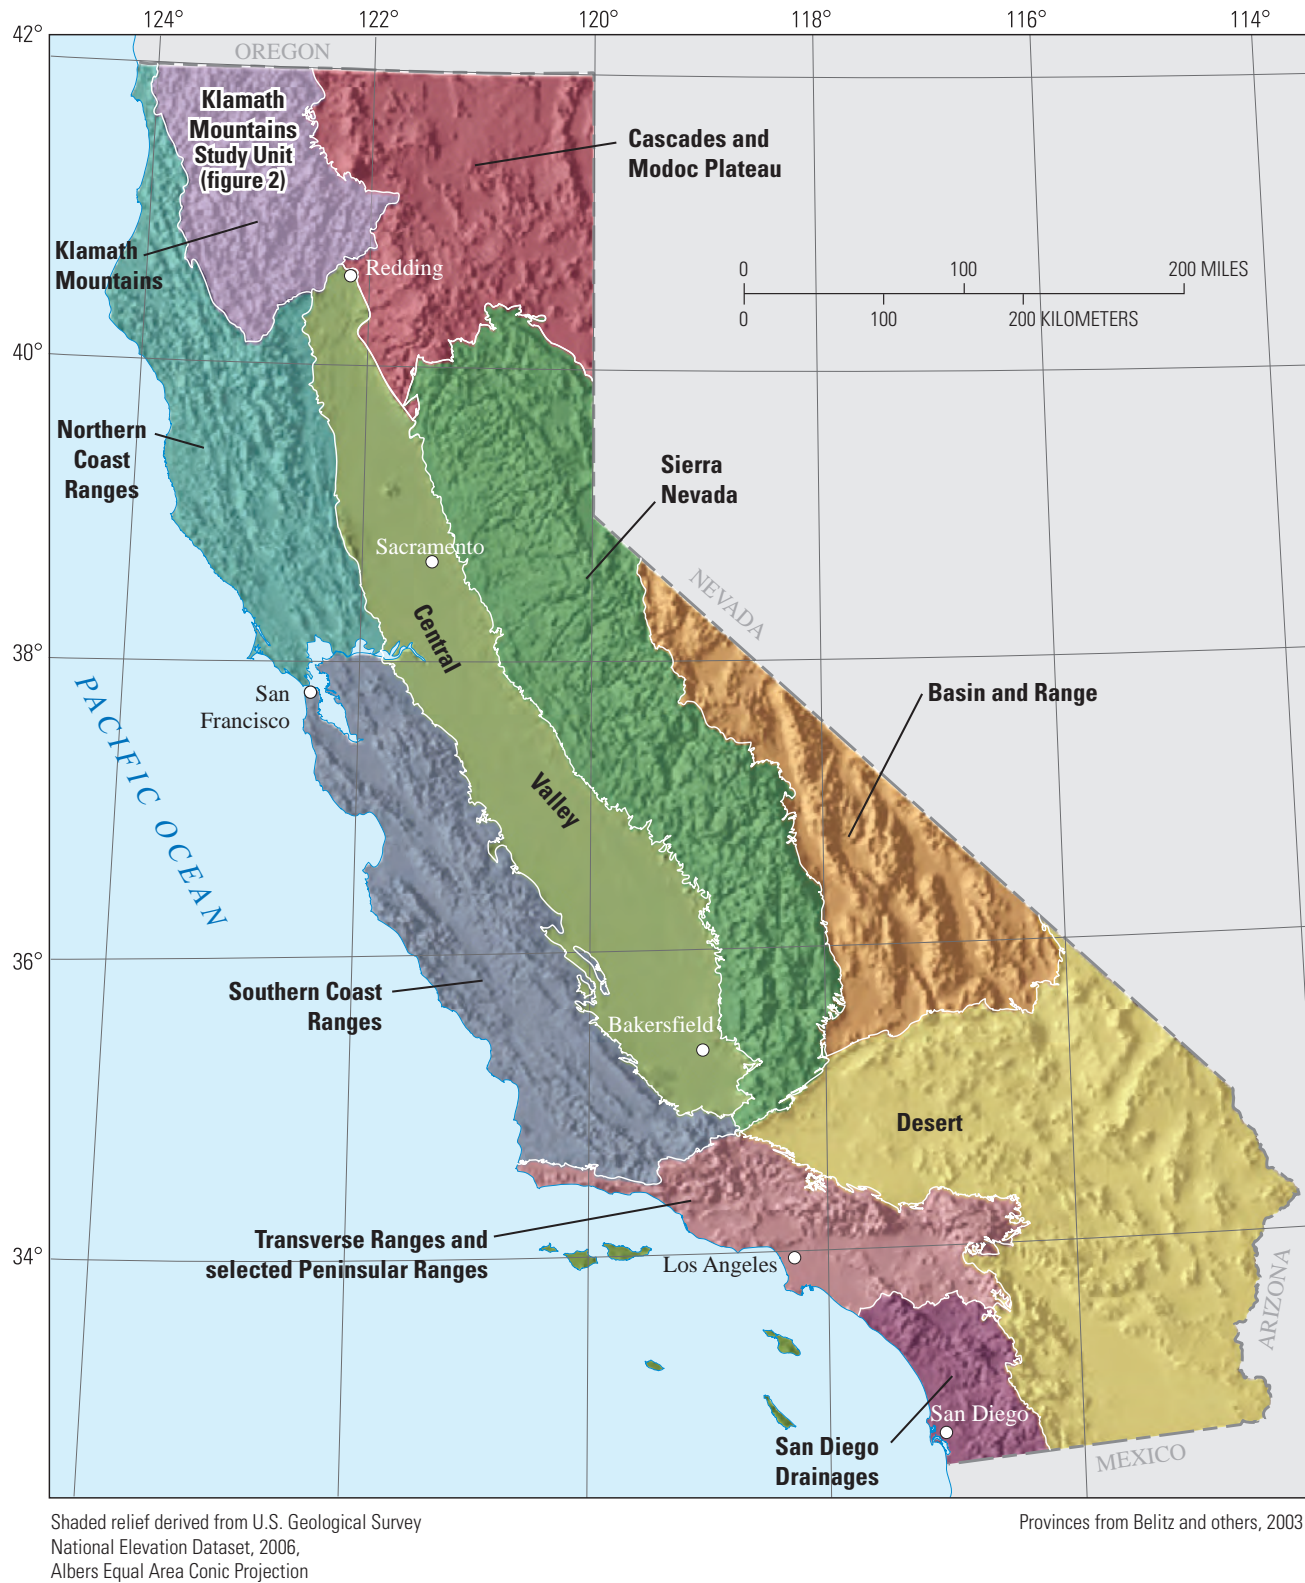 124°
122°
120°
118°
116°
114°
42°
OREGON
Klamath
Mountains
Study Unit
(figure 2)
Cascades and
Modoc Plateau
Klamath
Mountains
Redding
0
100
200 MILES
0
100
200 KILOMETERS
40°
Northern
Coast
Ranges
Sierra
Nevada
Sacramento
NEVADA
Central
Valley
38°
San
Francisco
PACIFIC OCEAN
Basin and Range
36°
Southern Coast
Ranges
Bakersfield
Desert
Transverse Ranges and
selected Peninsular Ranges
34°
Los Angeles
ARIZONA
San Diego
San Diego
Drainages
MEXICO
Shaded relief derived from U.S. Geological Survey
National Elevation Dataset, 2006,
Albers Equal Area Conic Projection
Provinces from Belitz and others, 2003